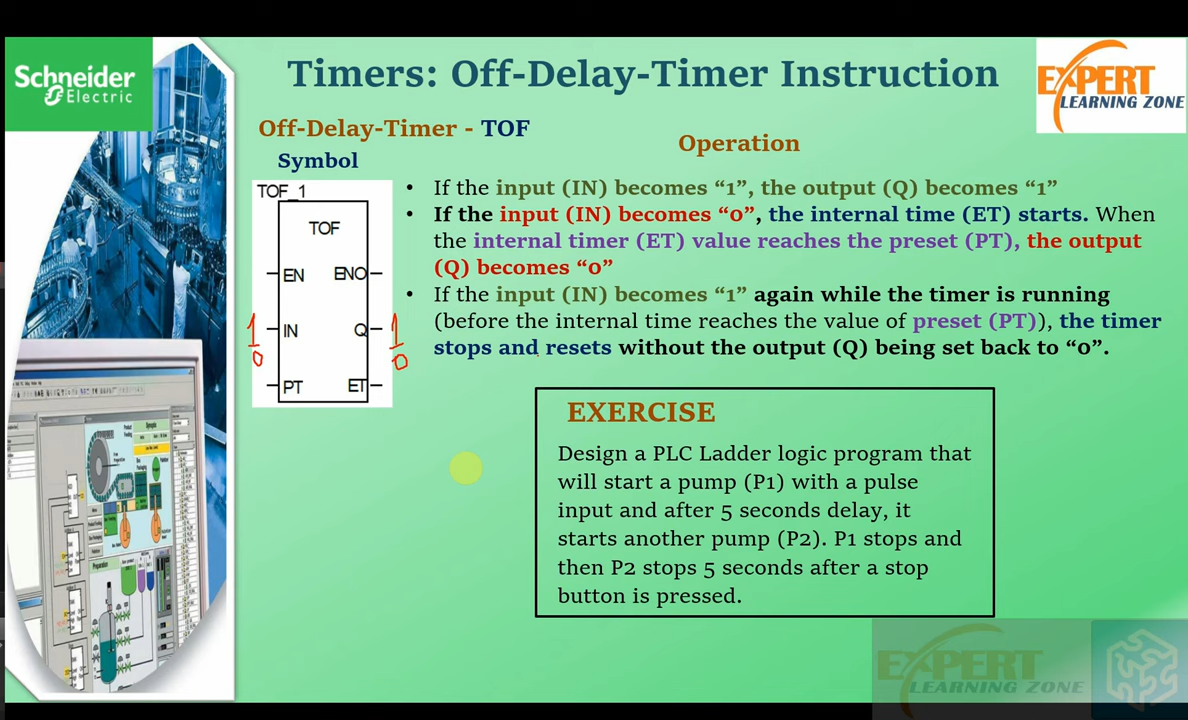 Schneider
Electric
Timers: Off-Delay-Timer Instruction
EXPERT
LEARNING ZONE
Off-Delay-Timer - TOF
Symbol
Operation
TOF_1
TOF
EN ENO
IN Q
PT ET
1
0
1
0
• If the input (IN) becomes “1”, the output (Q) becomes “1”
• If the input (IN) becomes “0”, the internal time (ET) starts. When
the internal timer (ET) value reaches the preset (PT), the output
(Q) becomes “0”
• If the input (IN) becomes “1” again while the timer is running
(before the internal time reaches the value of preset (PT)), the timer
stops and resets without the output (Q) being set back to “0”.
EXERCISE
Design a PLC Ladder logic program that
will start a pump (P1) with a pulse
input and after 5 seconds delay, it
starts another pump (P2). P1 stops and
then P2 stops 5 seconds after a stop
button is pressed.
EXPERT
LEARNING ZONE